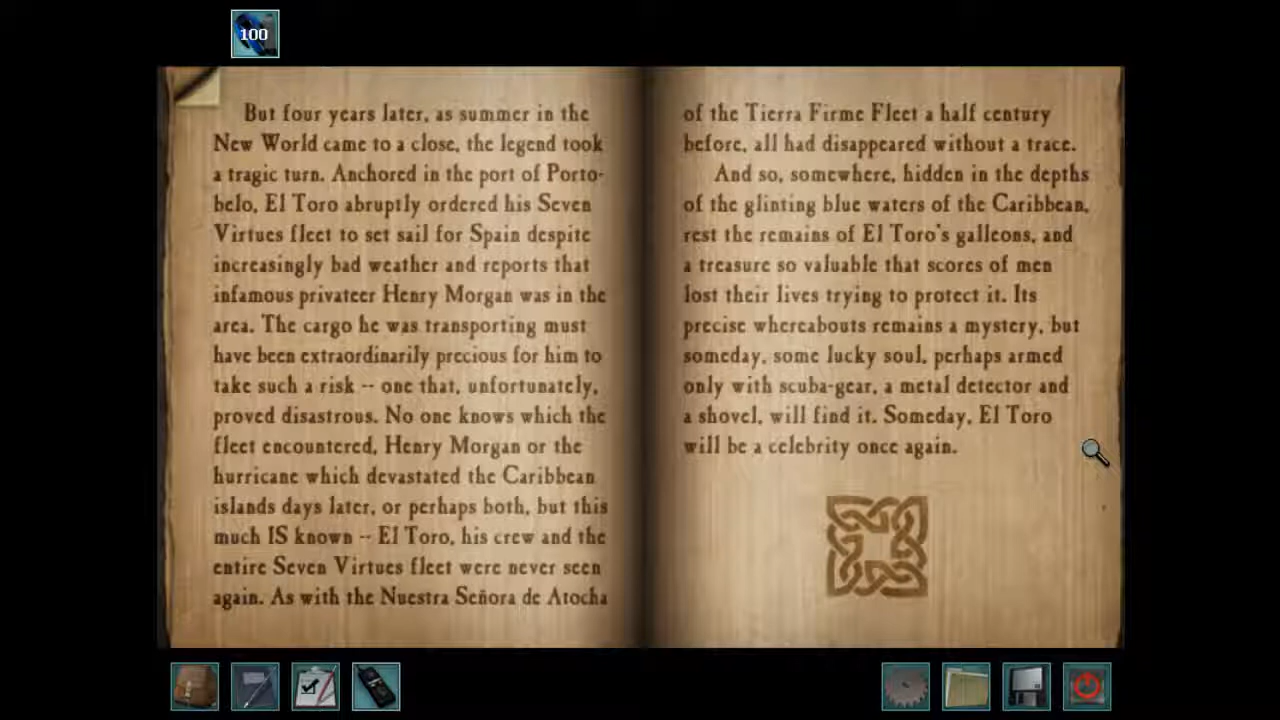 100
But four years later, as summer in the
New World came to a close, the legend took
a tragic turn. Anchored in the port of Porto-
belo, El Toro abruptly ordered his Seven
Virtues fleet to set sail for Spain despite
increasingly bad weather and reports that
infamous privateer Henry Morgan was in the
area. The cargo he was transporting must
have been extraordinarily precious for him to
take such a risk -- one that, unfortunately,
proved disastrous. No one knows which the
fleet encountered, Henry Morgan or the
hurricane which devastated the Caribbean
islands days later, or perhaps both, but this
much IS known -- El Toro, his crew and the
entire Seven Virtues fleet were never seen
again. As with the Nuestra Señora de Atocha
of the Tierra Firme Fleet a half century
before, all had disappeared without a trace.
And so, somewhere, hidden in the depths
of the glinting blue waters of the Caribbean,
rest the remains of El Toro's galleons, and
a treasure so valuable that scores of men
lost their lives trying to protect it. Its
precise whereabouts remains a mystery, but
someday, some lucky soul, perhaps armed
only with scuba-gear, a metal detector and
a shovel, will find it. Someday, El Toro
will be a celebrity once again.